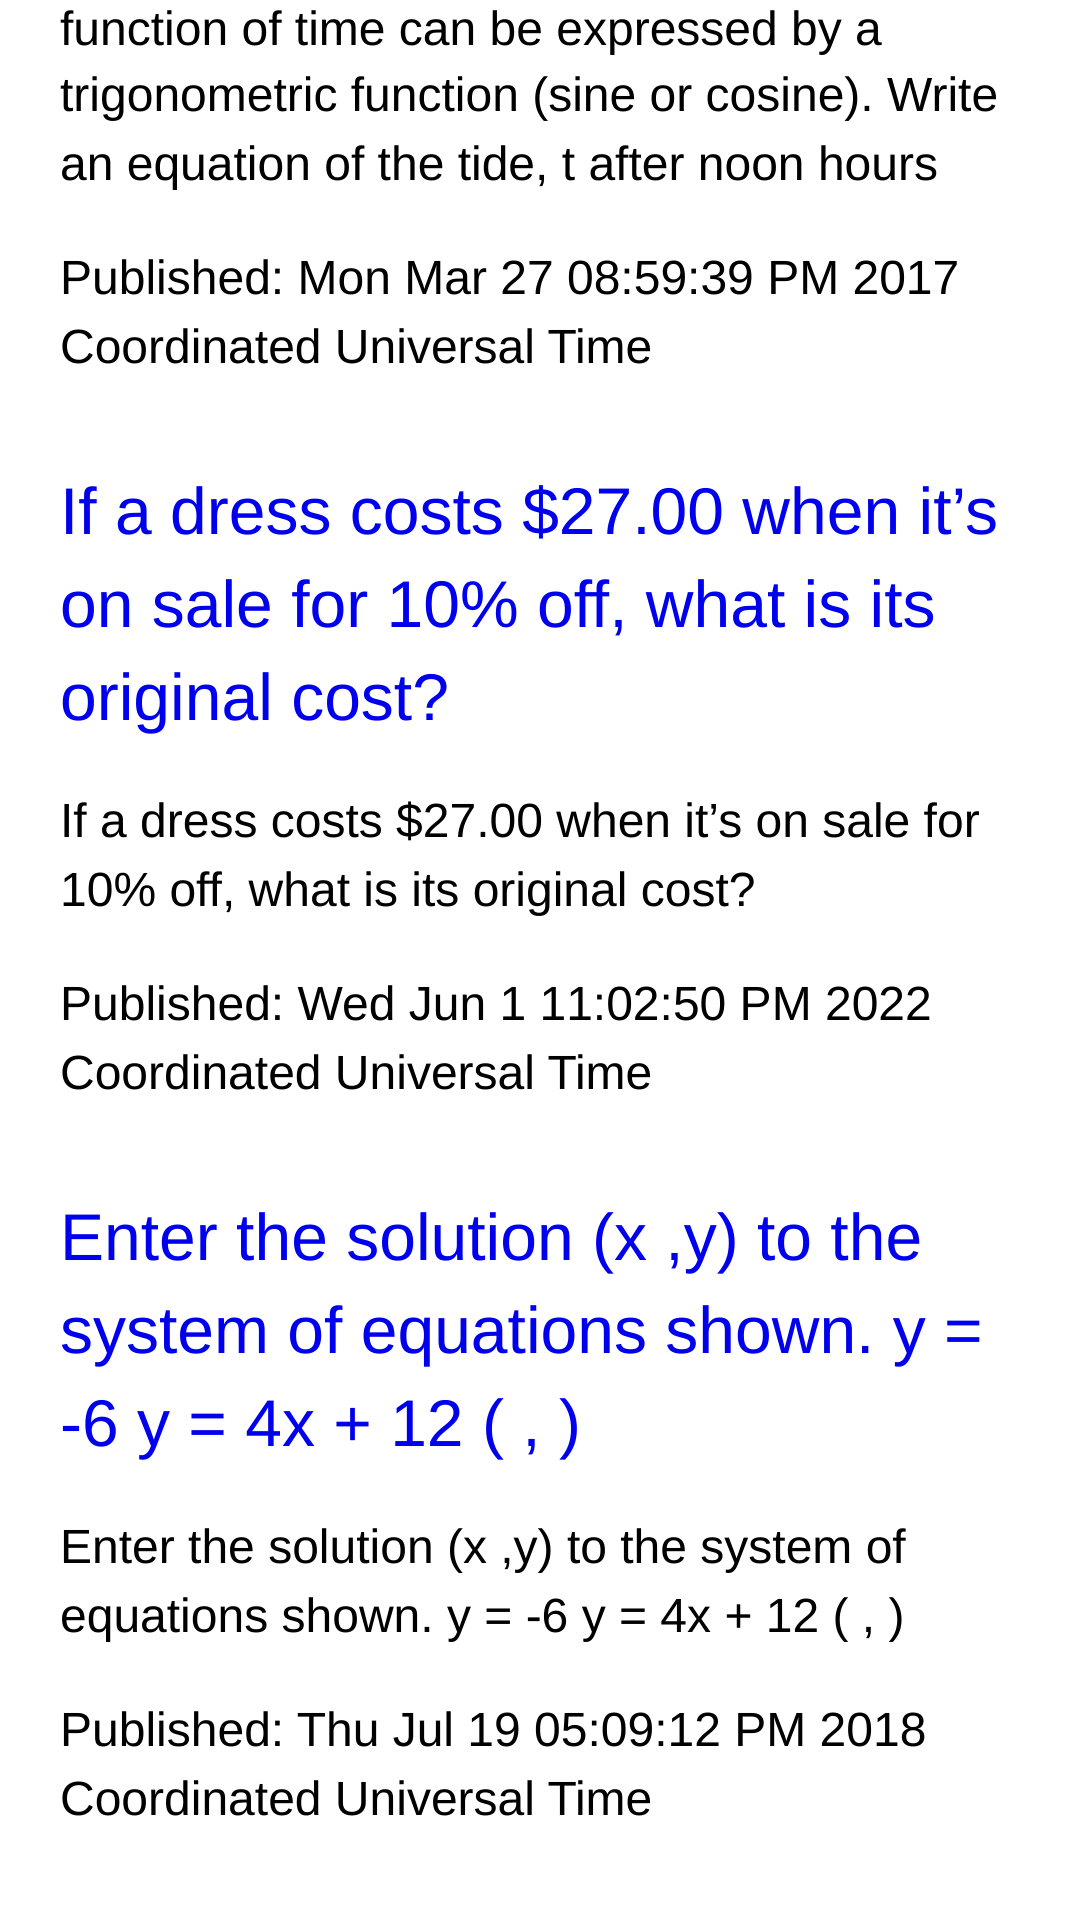 function of time can be expressed by a
trigonometric function (sine or cosine). Write
an equation of the tide, t after noon hours
Published: Mon Mar 27 08:59:39 PM 2017
Coordinated Universal Time
If a dress costs $27.00 when it’s
on sale for 10% off, what is its
original cost?
If a dress costs $27.00 when it’s on sale for
10% off, what is its original cost?
Published: Wed Jun 1 11:02:50 PM 2022
Coordinated Universal Time
Enter the solution (x ,y) to the
system of equations shown. y =
-6 y = 4x + 12 ( , )
Enter the solution (x ,y) to the system of
equations shown. y = -6 y = 4x + 12 ( , )
Published: Thu Jul 19 05:09:12 PM 2018
Coordinated Universal Time